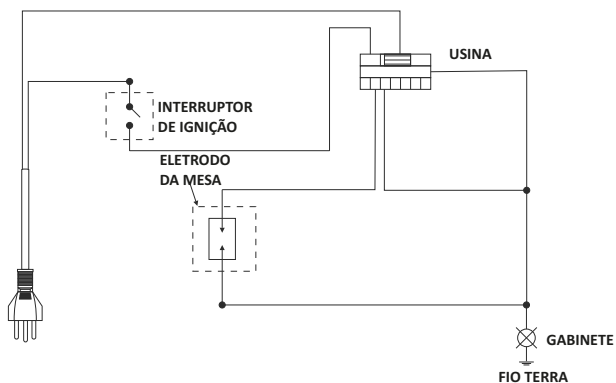 USINA
INTERRUPTOR
DE IGNIÇÃO
ELETRODO
DA MESA
GABINETE
FIO TERRA